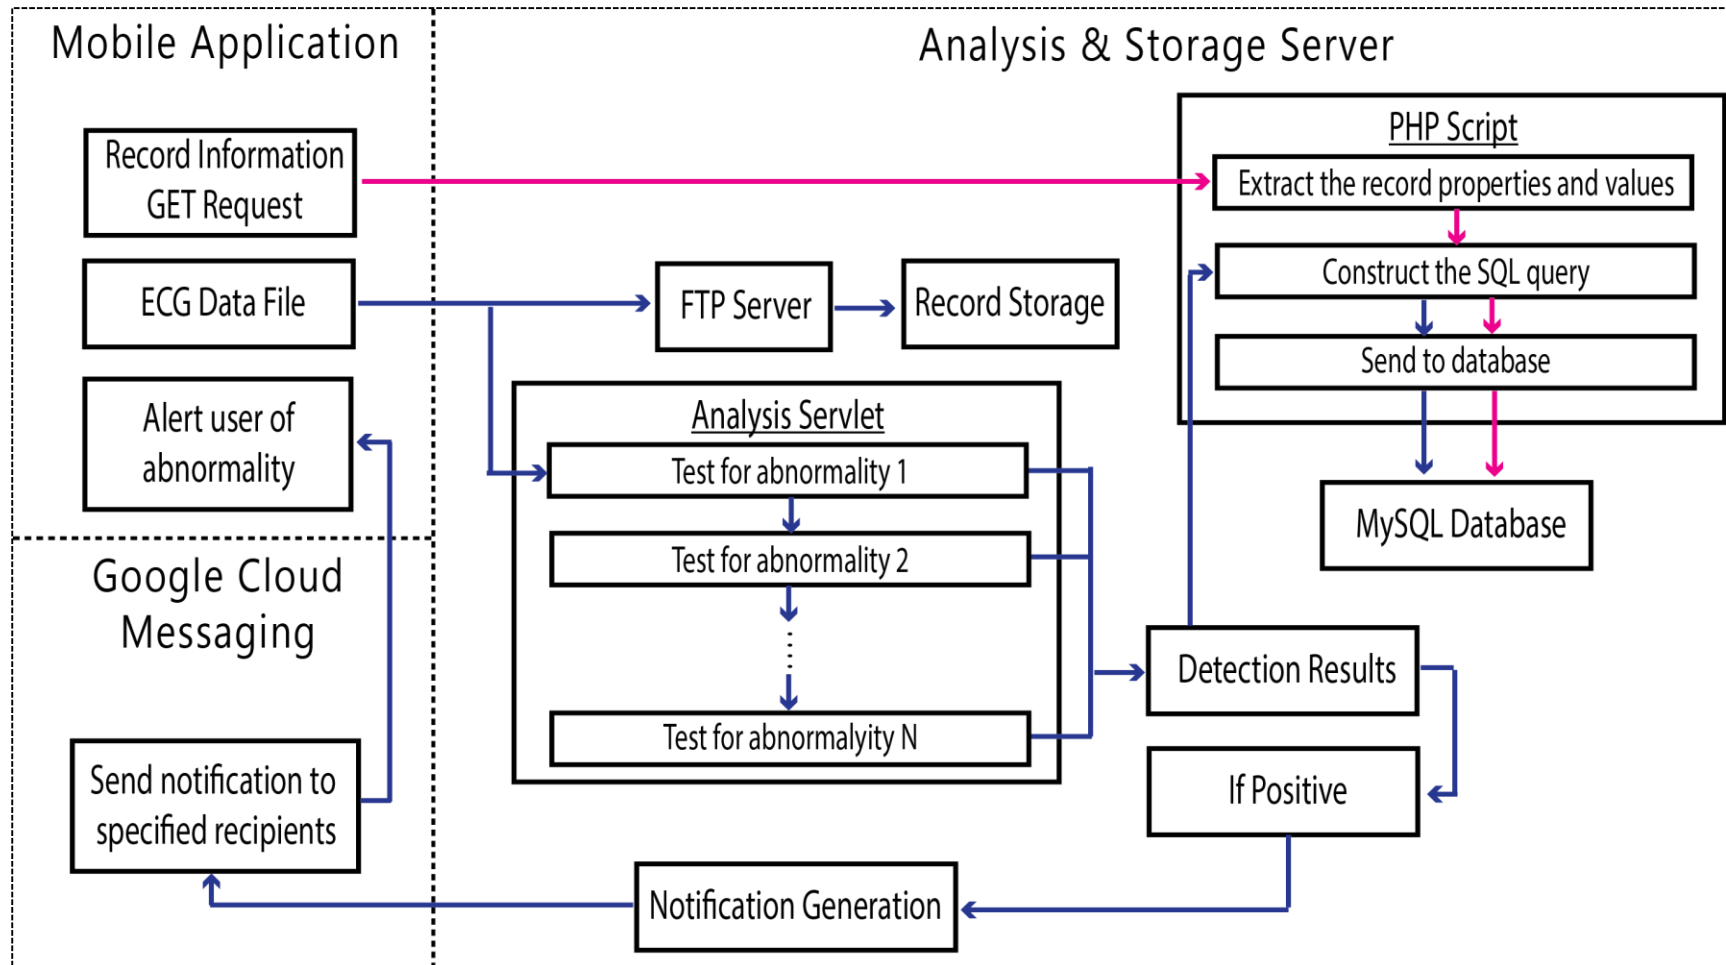 Mobile Application
Record Information
GET Request
ECG Data File
Alert user of
abnormality
Google Cloud
Messaging
Send notification to
specified recipients
Analysis & Storage Server
PHP Script
Extract the record properties and values
Construct the SQL query
Send to database
FTP Server
Record Storage
Analysis Servlet
Test for abnormality 1
Test for abnormality 2
......
Test for abnormalyity N
MySQL Database
Detection Results
If Positive
Notification Generation